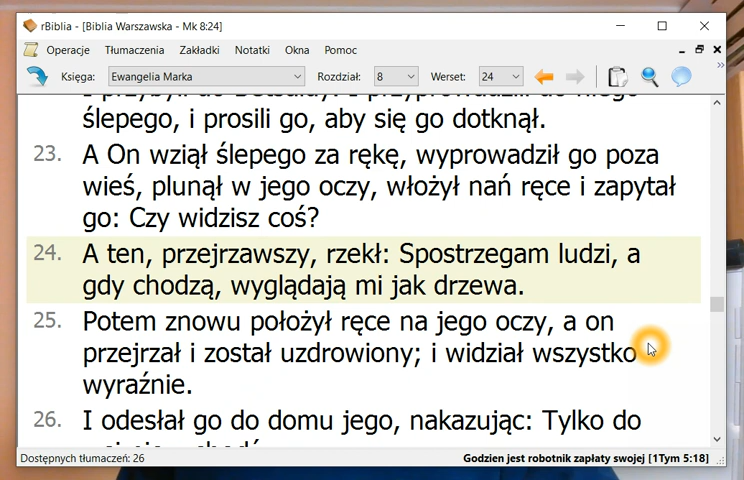 rBiblia - [Biblia Warszawska - Mk 8:24]
Operacje Tłumaczenia Zakładki Notatki Okna Pomoc
Księga: Ewangelia Marka Rozdział: 8 Werset: 24
ślepego, i prosili go, aby się go dotknął.
23. A On wziął ślepego za rękę, wyprowadził go poza
wieś, plunął w jego oczy, włożył nań ręce i zapytał
go: Czy widzisz coś?
24. A ten, przejrzawszy, rzekł: Spostrzegam ludzi, a
gdy chodzą, wyglądają mi jak drzewa.
25. Potem znowu położył ręce na jego oczy, a on
przejrzał i został uzdrowiony; i widział wszystko
wyraźnie.
26. I odesłał go do domu jego, nakazując: Tylko do
Dostępnych tłumaczeń: 26 Godzien jest robotnik zapłaty swojej [1Tym 5:18]